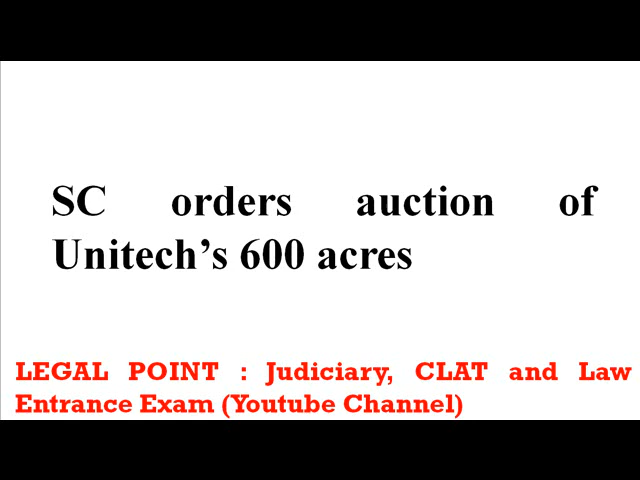 SC orders auction of
Unitech’s 600 acres
LEGAL POINT : Judiciary, CLAT and Law
Entrance Exam (Youtube Channel)